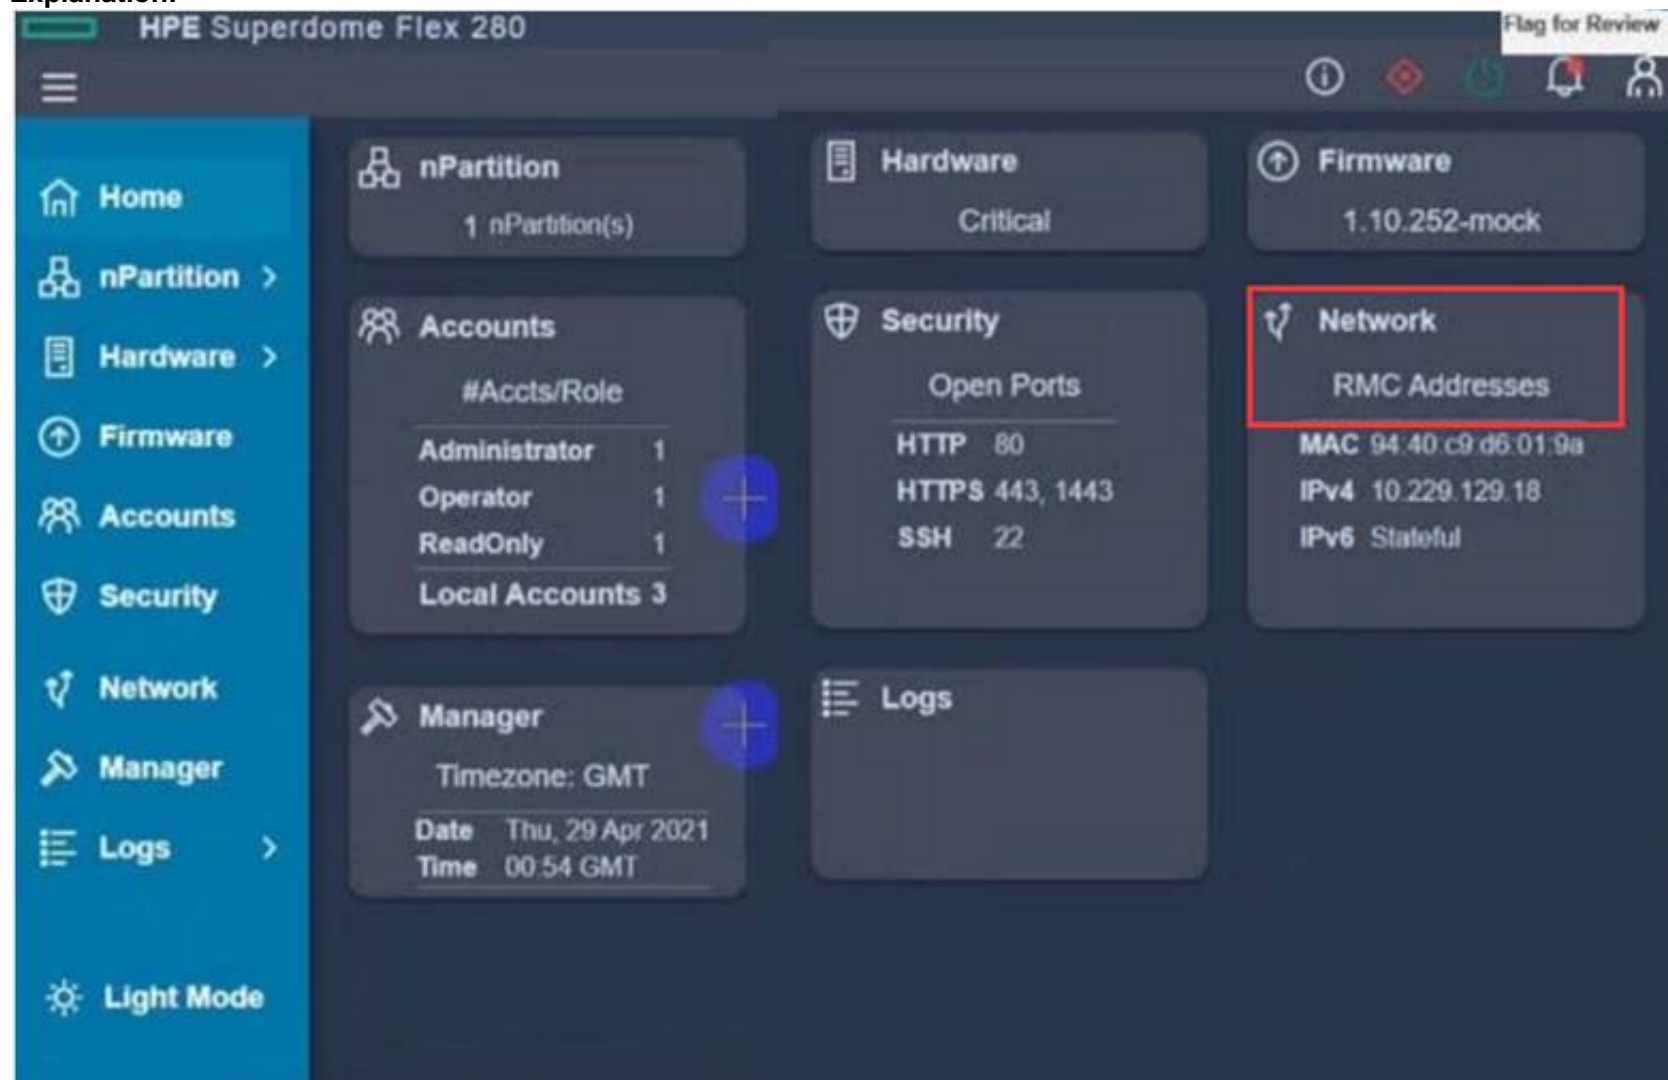 Explanation:
HPE Superdome Flex 280
Flag for Review
Home
nPartition
Hardware
Firmware
Accounts
Security
Network
Manager
Logs
Light Mode
nPartition
1 nPartition(s)
Hardware
Critical
Firmware
1.10.252-mock
Accounts
#Accts/Role
Administrator 1
Operator 1
ReadOnly 1
Local Accounts 3
Security
Open Ports
HTTP 80
HTTPS 443, 1443
SSH 22
Network
RMC Addresses
MAC 94:40:c9:d6:01:9a
IPv4 10.229.129.18
IPv6 Stateful
Manager
Timezone: GMT
Date Thu, 29 Apr 2021
Time 00:54 GMT
Logs